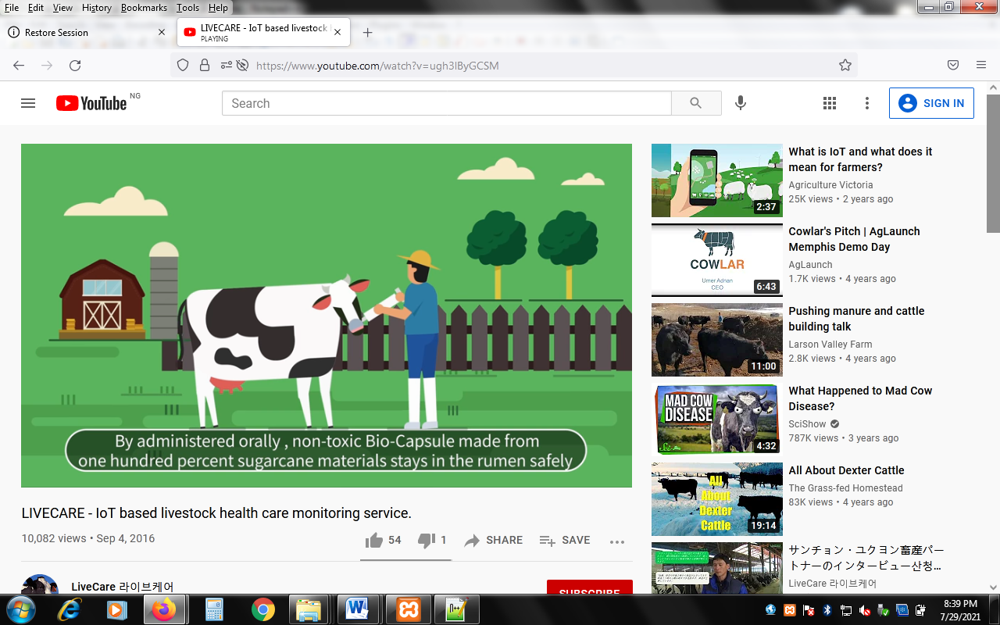 File Edit View History Bookmarks Tools Help
Restore Session
LIVECARE - IoT based livestock
PLAYING
https://www.youtube.com/watch?v=ugh3lByGCSM
YouTube NG
Search
SIGN IN
By administered orally , non-toxic Bio-Capsule made from
one hundred percent sugarcane materials stays in the rumen safely
LIVECARE - IoT based livestock health care monitoring service.
10,082 views • Sep 4, 2016
54
1
SHARE
SAVE
LiveCare 라이브케어
SUBSCRIBE
What is IoT and what does it
mean for farmers?
Agriculture Victoria
25K views • 2 years ago
2:37
Cowlar's Pitch | AgLaunch
Memphis Demo Day
AgLaunch
1.7K views • 4 years ago
COWLAR
Umer Adnan
CEO
6:43
Pushing manure and cattle
building talk
Larson Valley Farm
2.8K views • 4 years ago
11:00
What Happened to Mad Cow
Disease?
SciShow
787K views • 3 years ago
MAD COW
DISEASE
4:32
All About Dexter Cattle
The Grass-fed Homestead
83K views • 4 years ago
All
About
Dexter
Cattle
19:14
サンチョン・ユクヨン畜産パー
トナーのインタービュー산청...
LiveCare 라이브케어
8:39 PM
7/29/2021